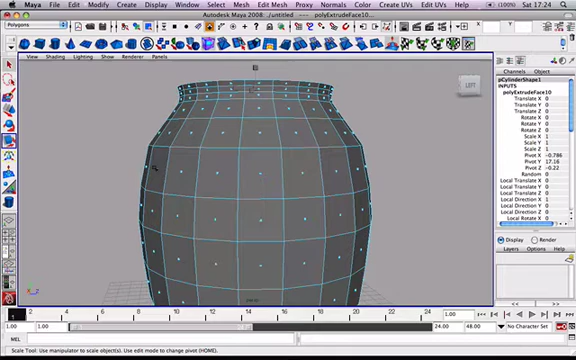 Maya File Edit Modify Create Display Window Assets Select Mesh Edit Mesh Proxy Normals Color Create UVs Edit UVs Help Sat 17:24
Autodesk Maya 2008: /untitled --- polyExtrudeFace10...
Polygons
View Shading Lighting Show Renderer Panels
LEFT
persp
Channels Object
pCylinderShape1
INPUTS
polyExtrudeFace10
Translate X 0
Translate Y 0
Translate Z 0
Rotate X 0
Rotate Y 0
Rotate Z 0
Scale X 1
Scale Y 1
Scale Z 1
Pivot X -0.786
Pivot Y 17.16
Pivot Z -0.22
Random 0
Local Translate X 0
Local Translate Y 0
Local Translate Z 0
Local Direction X 1
Local Direction Y 0
Local Direction Z 0
Local Rotate X 0
Display Render
Layers Options Help
2 4 6 8 10 12 14 16 18 20 22 24 1.00
1.00 1.00 24.00 48.00 No Character Set
MEL
Scale Tool: Use manipulator to scale object(s). Use edit mode to change pivot (HOME).